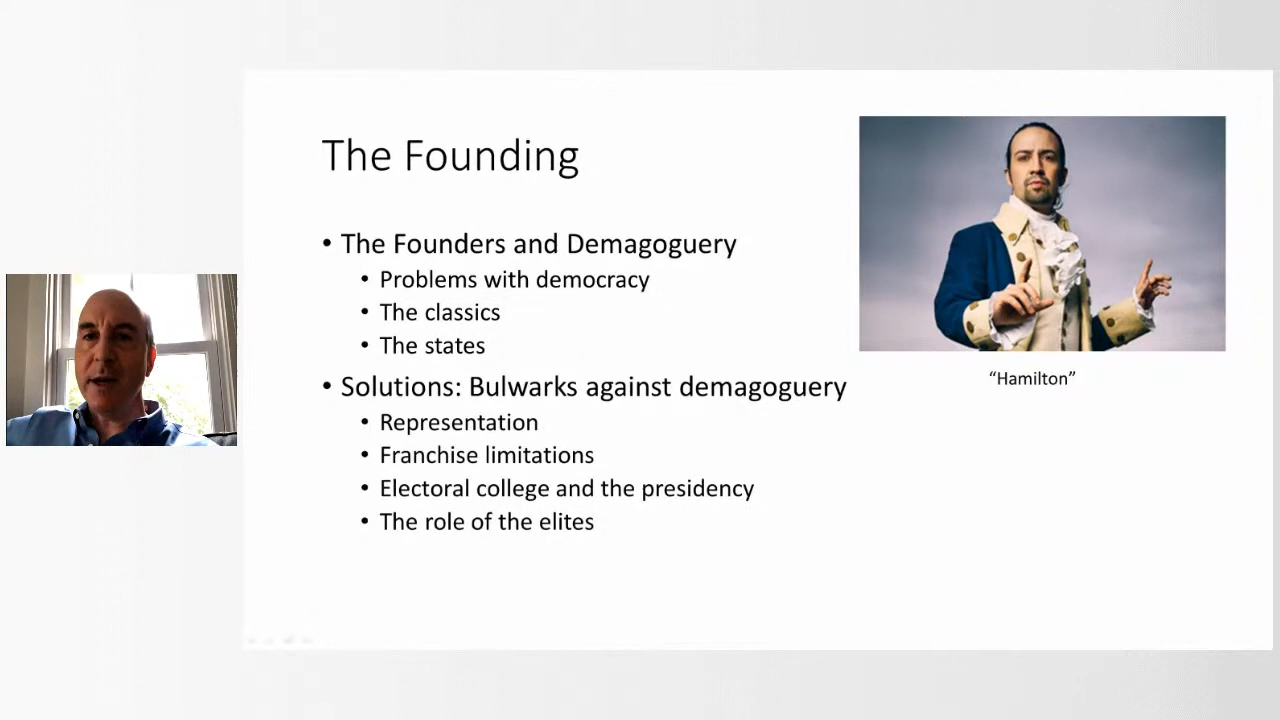 The Founding
• The Founders and Demagoguery
• Problems with democracy
• The classics
• The states
• Solutions: Bulwarks against demagoguery
• Representation
• Franchise limitations
• Electoral college and the presidency
• The role of the elites
“Hamilton”